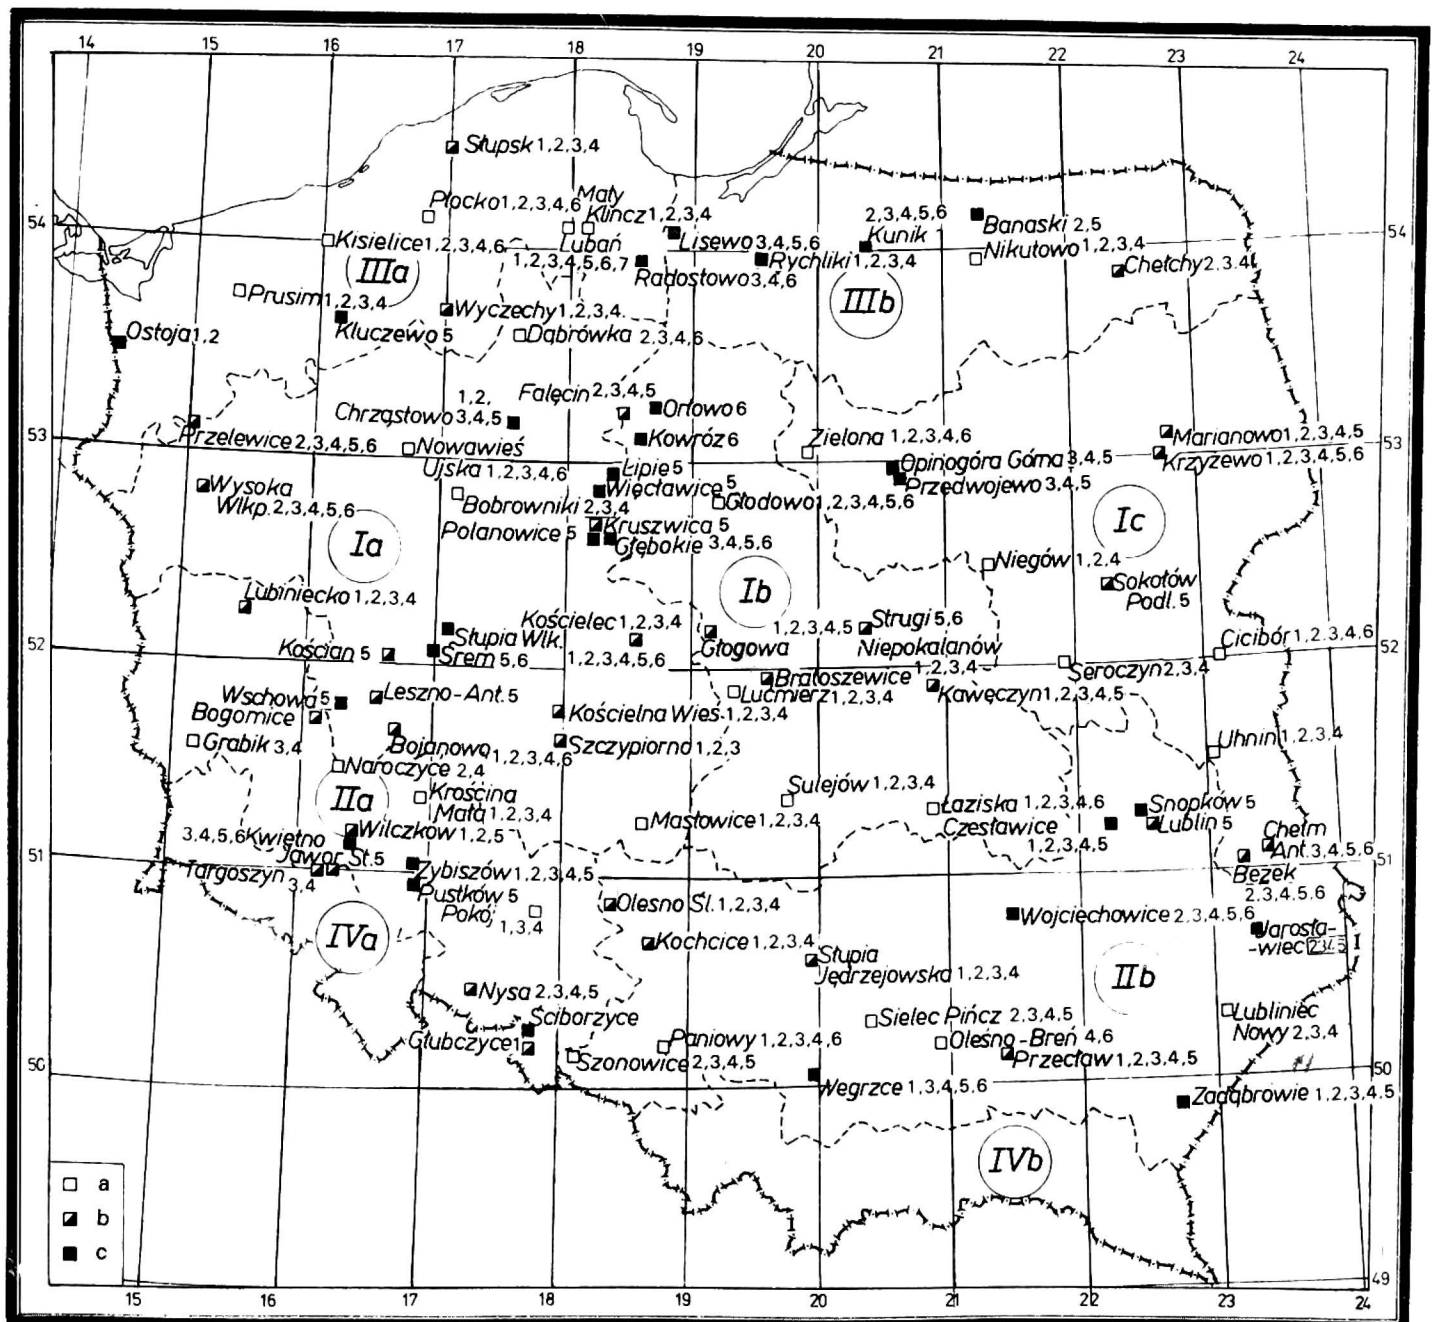 14 15 16 17 18 19 20 21 22 23 24
Słupsk 1,2,3,4
Płocko 1,2,3,4,6
Mały
Klincz 1,2,3,4
2,3,4,5,6
Kunik
Banaski 2,5
54
54
Kisielice 1,2,3,4,6
Lubań
1,2,3,4,5,6,7
Lisewo 3,4,5,6
Rychliki 1,2,3,4
Nikutowo 1,2,3,4
Chełchy 2,3,4
IIIa
Radostowo 3,4,6
IIIb
Prusim 1,2,3,4
Kluczewo 5
Wyczechy 1,2,3,4.
Dąbrówka 2,3,4,6
Ostoja 1,2
1,2,
Chrząstowo 3,4,5
Falęcin 2,3,4,5
Orłowo 6
Kowróz 6
53
53
Przelewice 2,3,4,5,6
Nowawieś
Ujska 1,2,3,4,6
Zielona 1,2,3,4,6
Marianowo 1,2,3,4,5
Krzyzewo 1,2,3,4,5,6
Opinogóra Górna 3,4,5
Przedwojewo 3,4,5
Lipie 5
Więcławice 5
Głodowo 1,2,3,4,5,6
Wysoka
Wlkp. 2,3,4,5,6
Bobrowniki 2,3,4
Polanowice 5
Kruszwica 5
Głębokie 3,4,5,6
Ia
Ib
Ic
Niegów 1,2,4
Sokołów
Podl. 5
Lubiniecko 1,2,3,4
Kościelec 1,2,3,4
1,2,3,4,5
Głogowa
Strugi 5,6
Niepokalanów
1,2,3,4
Cicibór 1,2,3,4,6
52
52
Słupia Wlk.
1,2,3,4,5,6
Kościan 5
Śrem 5,6
Seroczyn 2,3,4
Bratoszewice
Lućmierz 1,2,3,4
Kawęczyn 1,2,3,4,5
Wschowa 5
Leszno-Ant. 5
Bogomice
Kościelna Wies 1,2,3,4
Grabik 3,4
Bojanowo
1,2,3,4,6
Szczypiorno 1,2,3
Uhnin 1,2,3,4
Naroczyce 2,4
IIa
Krościna
Mała 1,2,3,4
Sulejów 1,2,3,4
Łaziska 1,2,3,4,6
Czesławice
1,2,3,4,5
Snopków 5
Lublin 5
Masłowice 1,2,3,4
3,4,5,6 Kwietno
Wilczków 1,2,5
Chełm
Ant. 3,4,5,6
51
51
Jawor St. 5
Targoszyn 3,4
Zybiszów 1,2,3,4,5
Pustków 5
Pokój
1,3,4
Bezek
2,3,4,5,6
Olesno Śl. 1,2,3,4
Wojciechowice 2,3,4,5,6
Jarosła-
-wiec 2,3,4,5
IVa
Kochcice 1,2,3,4
Słupia
Jędrzejowska 1,2,3,4
IIb
Nysa 2,3,4,5
Ściborzyce
Głubczyce 1
Sielec Pińcz 2,3,4,5
Lubliniec
Nowy 2,3,4
Paniowy 1,2,3,4,6
Oleśno-Breń 4,6
Szonowice 2,3,4,5
Przecław 1,2,3,4,5
50
50
Węgrzce 1,3,4,5,6
Zadąbrowie 1,2,3,4,5
IVb
a
b
c
49
15 16 17 18 19 20 21 22 23 24